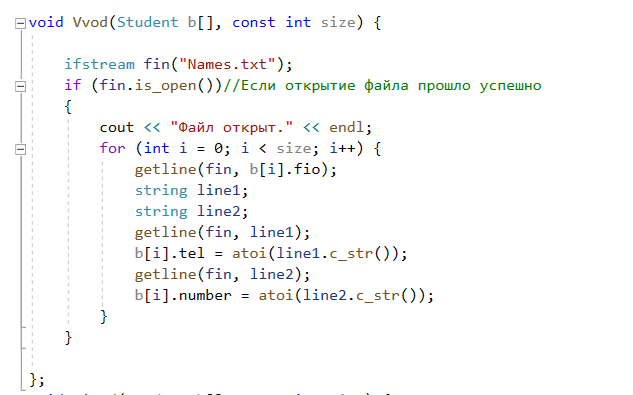 void Vvod(Student b[], const int size) {
ifstream fin("Names.txt");
if (fin.is_open())//Если открытие файла прошло успешно
{
cout << "Файл открыт." << endl;
for (int i = 0; i < size; i++) {
getline(fin, b[i].fio);
string line1;
string line2;
getline(fin, line1);
b[i].tel = atoi(line1.c_str());
getline(fin, line2);
b[i].number = atoi(line2.c_str());
}
}
};